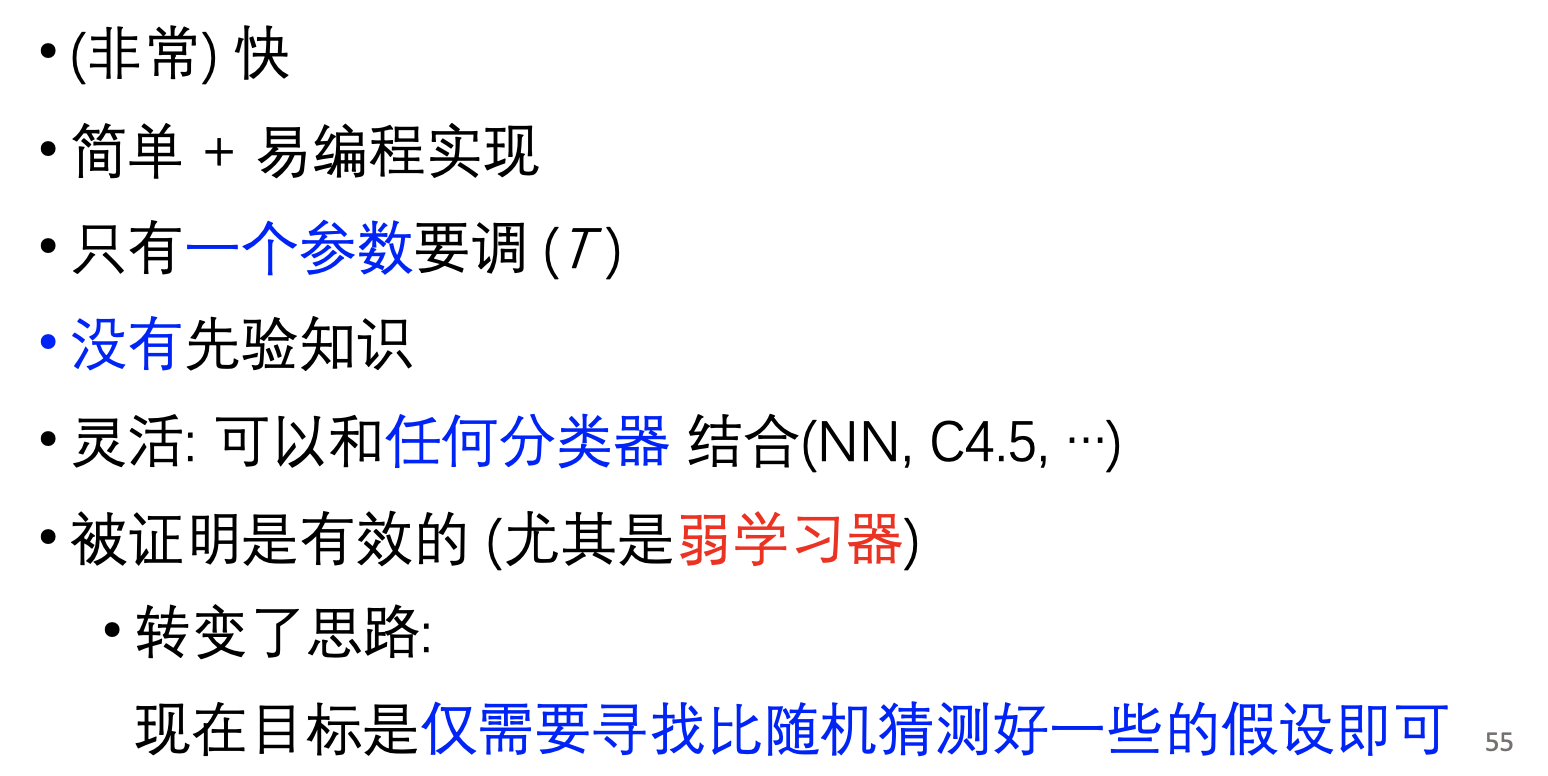 •(非常) 快
•简单 + 易编程实现
•只有一个参数要调 (T)
•没有先验知识
•灵活: 可以和任何分类器 结合(NN, C4.5, …)
•被证明是有效的 (尤其是弱学习器)
•转变了思路:
现在目标是仅需要寻找比随机猜测好一些的假设即可
55